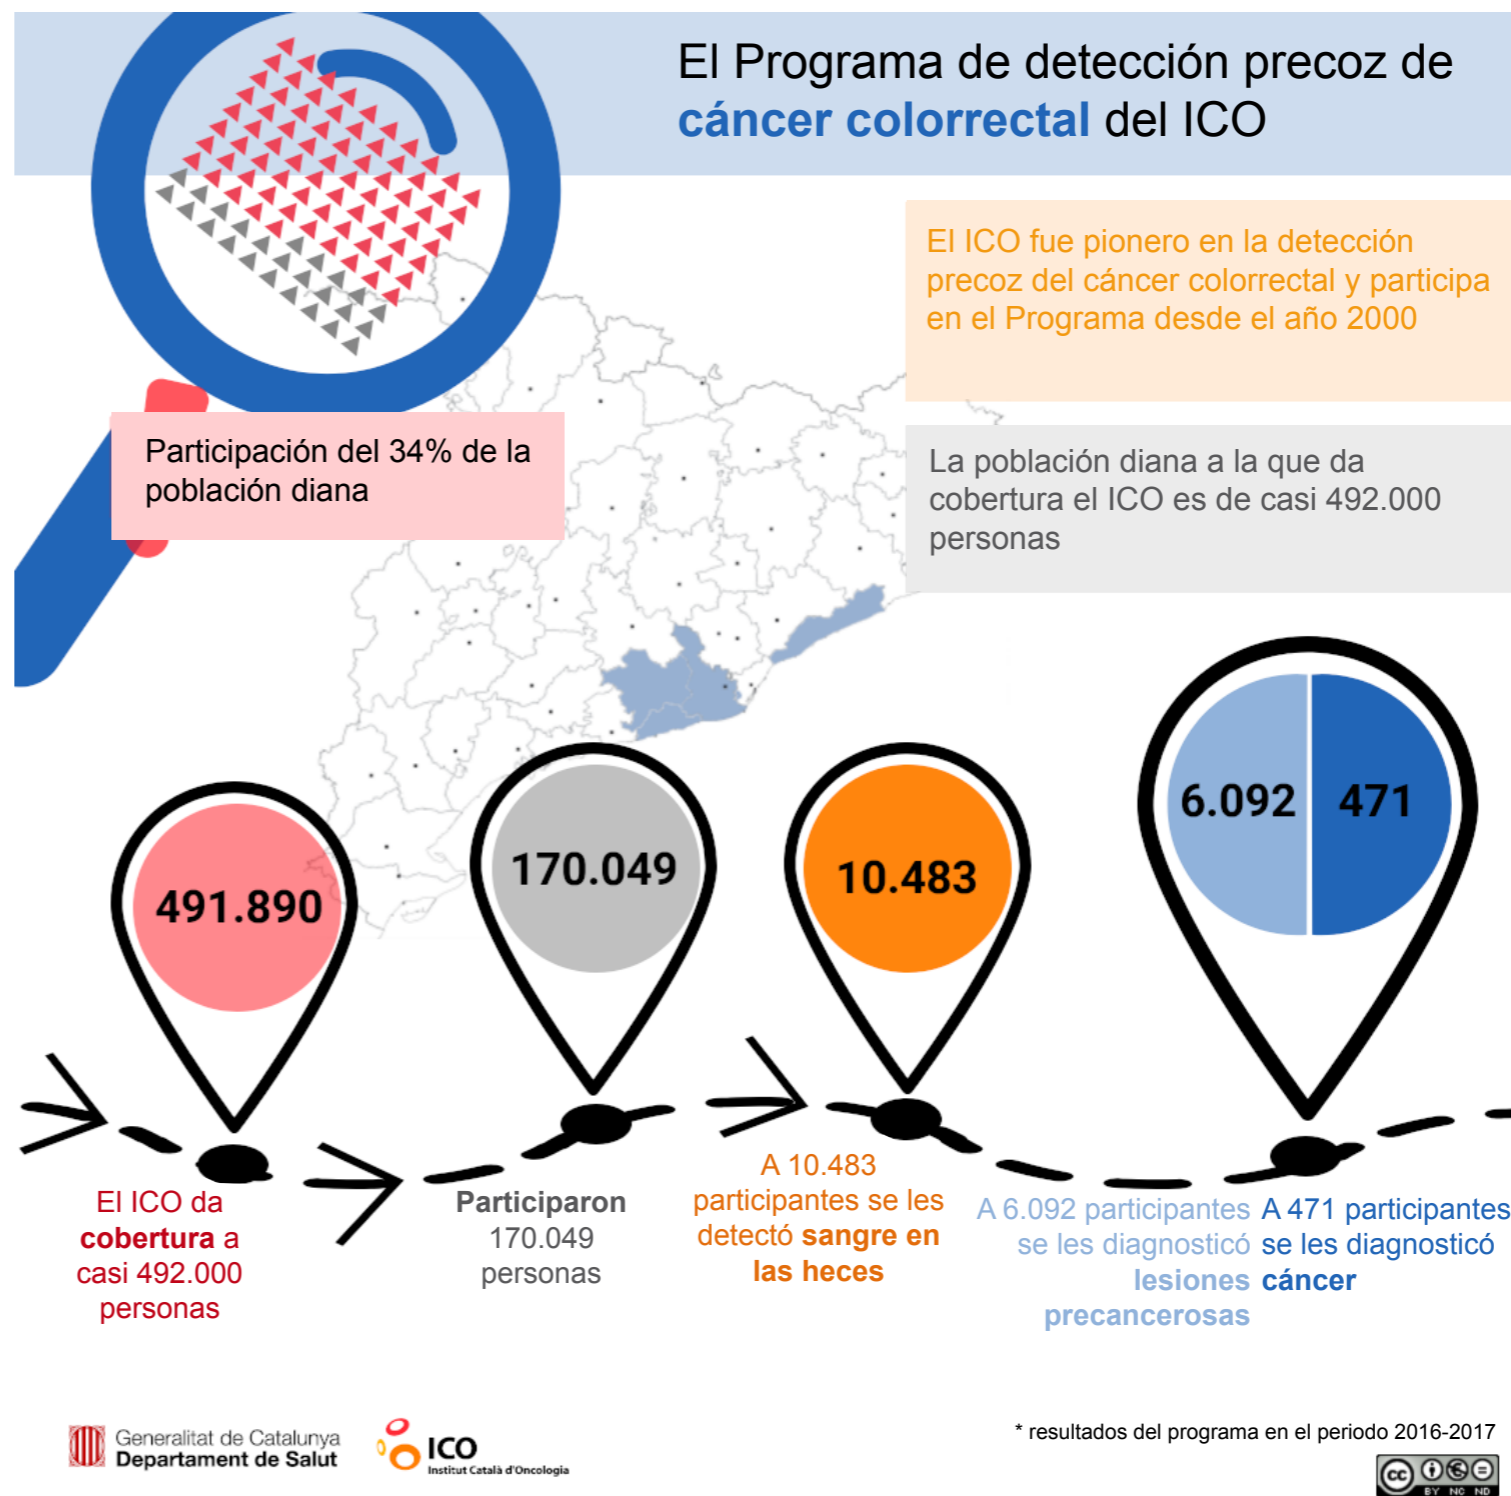 El Programa de detección precoz de
cáncer colorrectal del ICO
El ICO fue pionero en la detección
precoz del cáncer colorrectal y participa
en el Programa desde el año 2000
Participación del 34% de la
población diana
La población diana a la que da
cobertura el ICO es de casi 492.000
personas
491.890
170.049
10.483
6.092
471
El ICO da
cobertura a
casi 492.000
personas
Participaron
170.049
personas
A 10.483
participantes se les
detectó sangre en
las heces
A 6.092 participantes
se les diagnosticó
lesiones
precancerosas
A 471 participantes
se les diagnosticó
cáncer
Generalitat de Catalunya
Departament de Salut
ICO
Institut Català d'Oncologia
* resultados del programa en el periodo 2016-2017
cc
BY NC ND